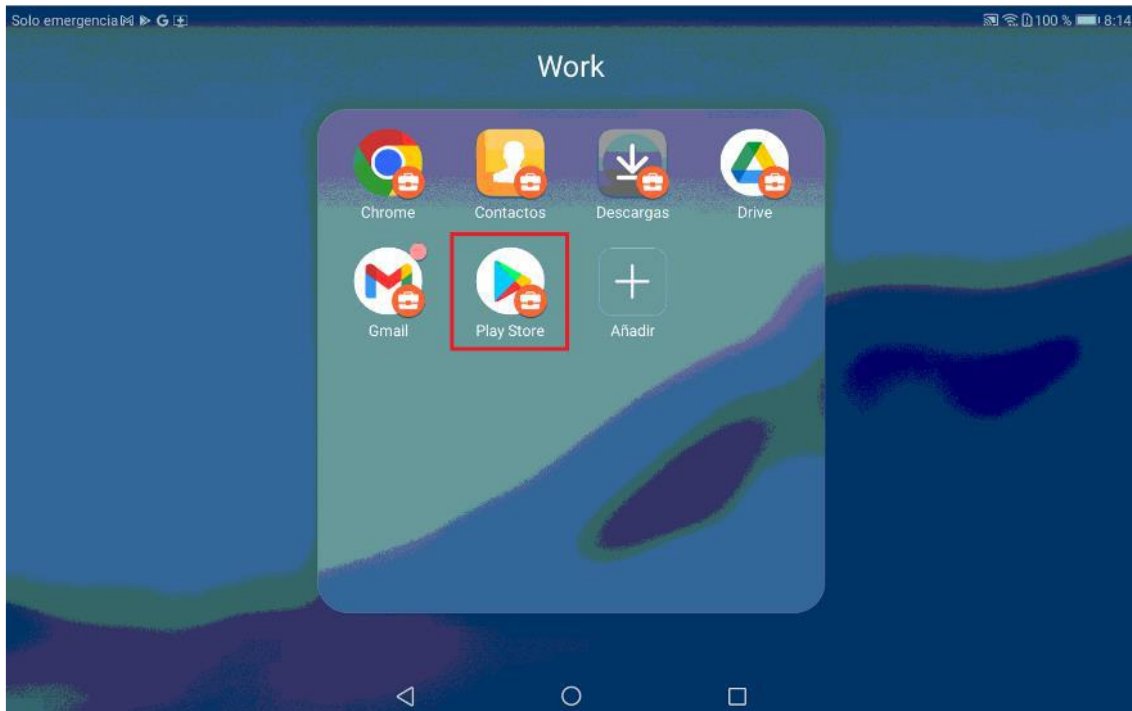 Solo emergencia G 100 % 8:14
Work
Chrome Contactos Descargas Drive
Gmail Play Store Añadir